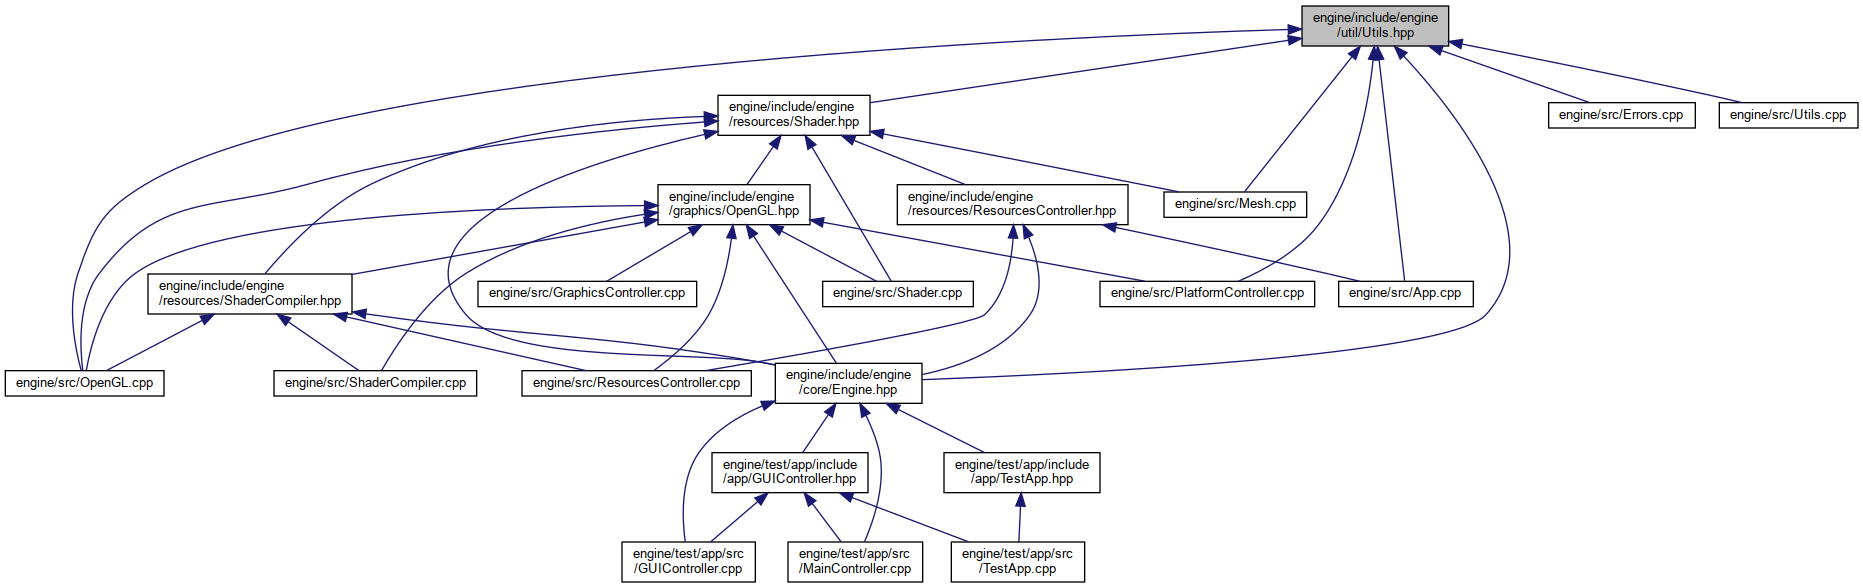 engine/include/engine
/util/Utils.hpp
engine/include/engine
/resources/Shader.hpp
engine/src/Errors.cpp
engine/src/Utils.cpp
engine/include/engine
/graphics/OpenGL.hpp
engine/include/engine
/resources/ResourcesController.hpp
engine/src/Mesh.cpp
engine/include/engine
/resources/ShaderCompiler.hpp
engine/src/GraphicsController.cpp
engine/src/Shader.cpp
engine/src/PlatformController.cpp
engine/src/App.cpp
engine/src/OpenGL.cpp
engine/src/ShaderCompiler.cpp
engine/src/ResourcesController.cpp
engine/include/engine
/core/Engine.hpp
engine/test/app/include
/app/GUIController.hpp
engine/test/app/include
/app/TestApp.hpp
engine/test/app/src
/GUIController.cpp
engine/test/app/src
/MainController.cpp
engine/test/app/src
/TestApp.cpp